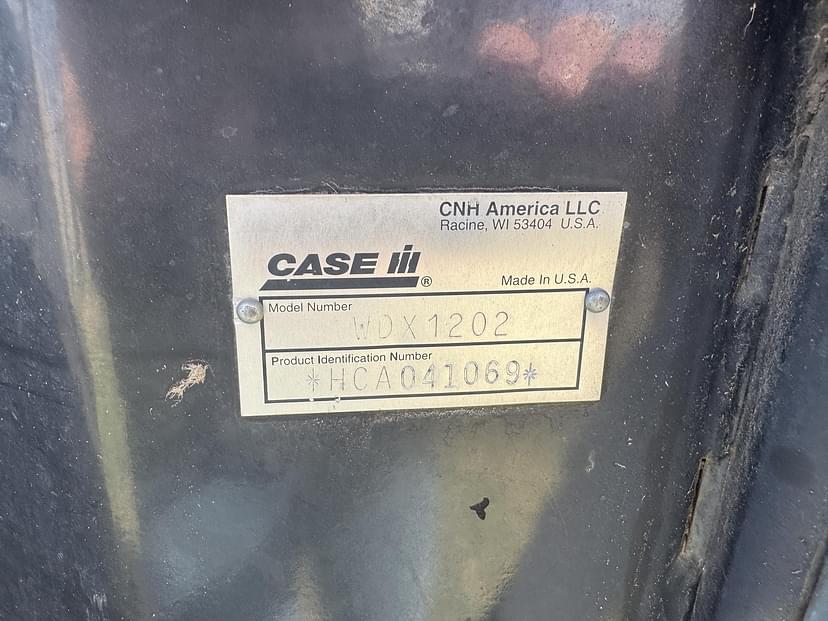 CNH America LLC
Racine, WI 53404 U.S.A.
CASE IH®
Made In U.S.A.
Model Number
WDX1202
Product Identification Number
*HCA041069*